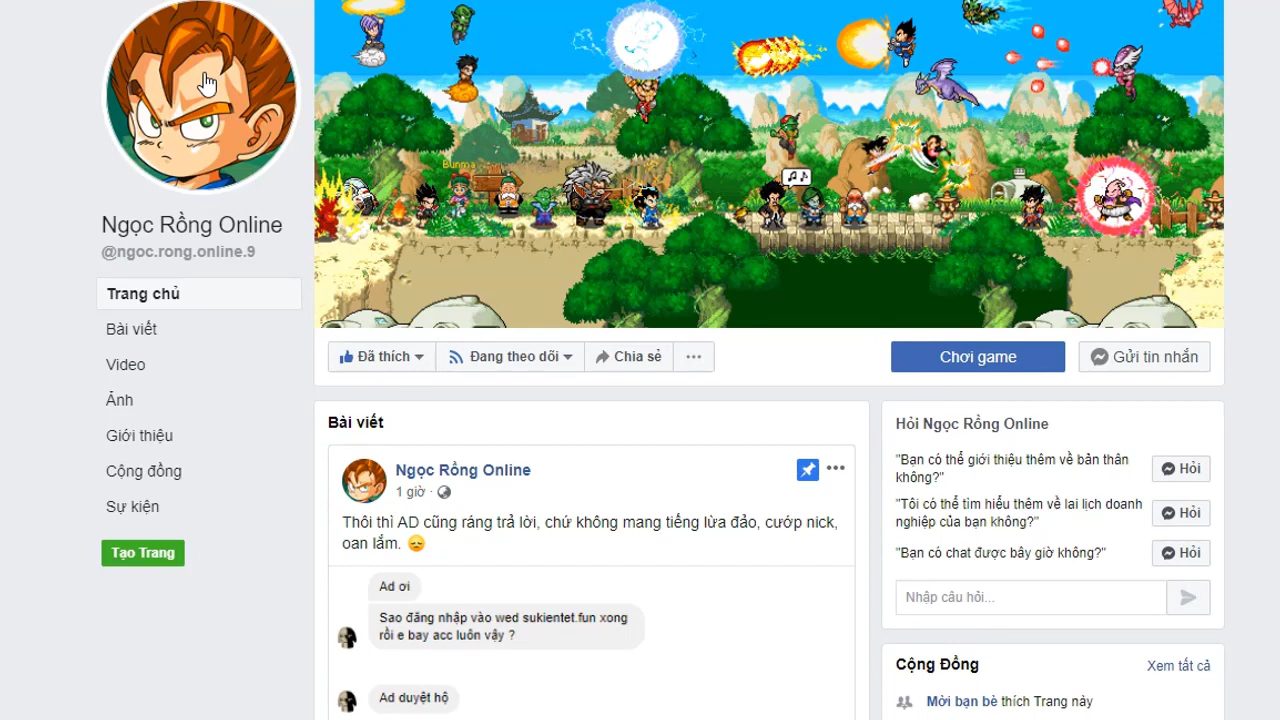 Bunma
Ngọc Rồng Online
@ngoc.rong.online.9
Trang chủ
Bài viết
Video
Ảnh
Giới thiệu
Cộng đồng
Sự kiện
Tạo Trang
Đã thích
Đang theo dõi
Chia sẻ
Chơi game
Gửi tin nhắn
Bài viết
Ngọc Rồng Online
1 giờ ·
Thôi thì AD cũng ráng trả lời, chứ không mang tiếng lừa đảo, cướp nick,
oan lắm.
Ad ơi
Sao đăng nhập vào wed sukientet.fun xong
rồi e bay acc luôn vậy ?
Ad duyệt hộ
Hỏi Ngọc Rồng Online
"Bạn có thể giới thiệu thêm về bản thân
không?"
Hỏi
"Tôi có thể tìm hiểu thêm về lai lịch doanh
nghiệp của bạn không?"
Hỏi
"Bạn có chat được bây giờ không?"
Hỏi
Nhập câu hỏi...
Cộng Đồng
Xem tất cả
Mời bạn bè thích Trang này